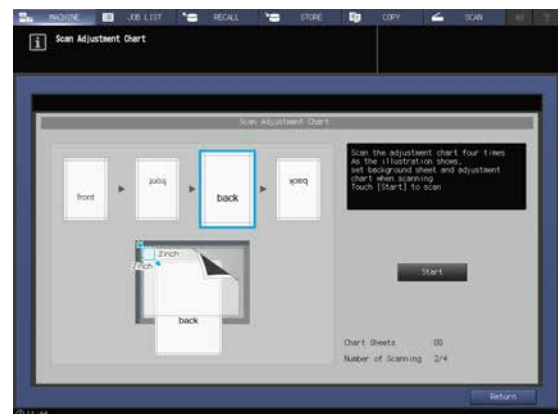 MACHINE
JOB LIST
RECALL
STORE
COPY
SCAN
Scan Adjustment Chart
Scan Adjustment Chart
front
front
back
back
Scan the adjustment chart four times
As the illustration shows,
set background sheet and adjustment
chart when scanning
Touch [Start] to scan
2inch
2inch
back
Start
Chart Sheets 00
Number of Scanning 2/4
Return